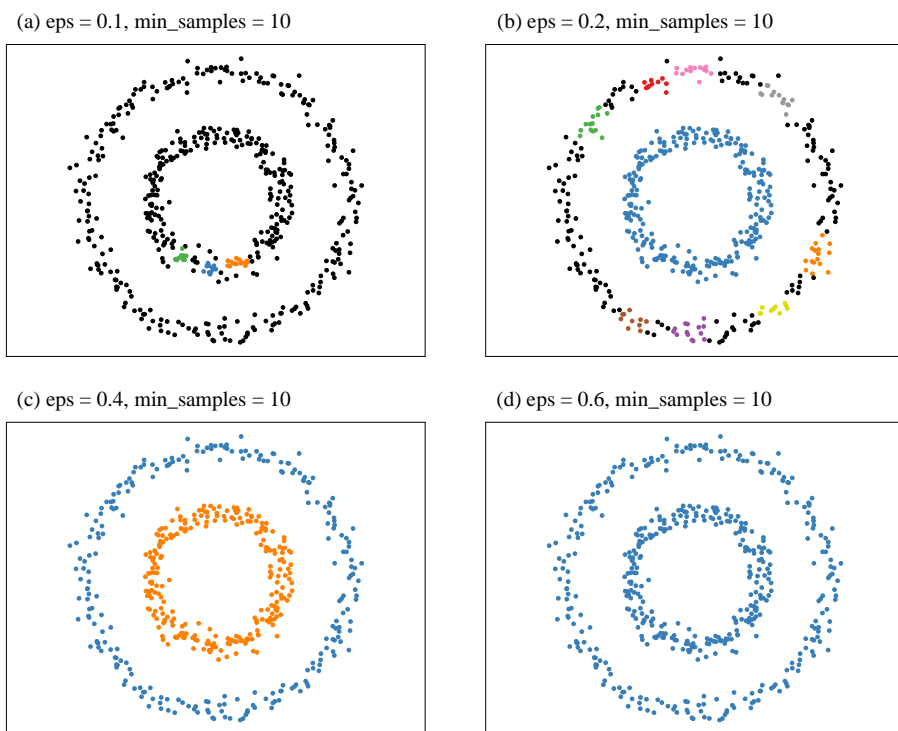 (a) eps = 0.1, min_samples = 10
(b) eps = 0.2, min_samples = 10
(c) eps = 0.4, min_samples = 10
(d) eps = 0.6, min_samples = 10